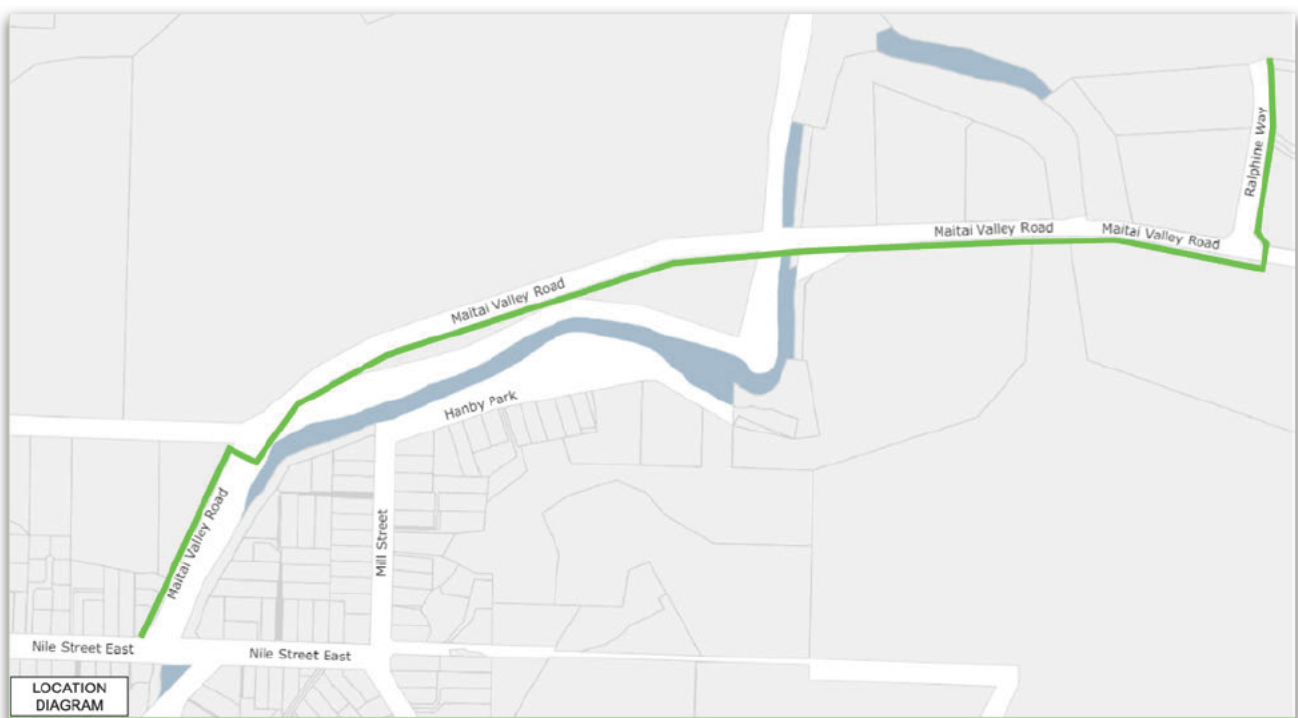 Ralphine Way
Maitai Valley Road
Maitai Valley Road
Maitai Valley Road
Hanby Park
Maitai Valley Road
Mill Street
Nile Street East
Nile Street East
LOCATION
DIAGRAM